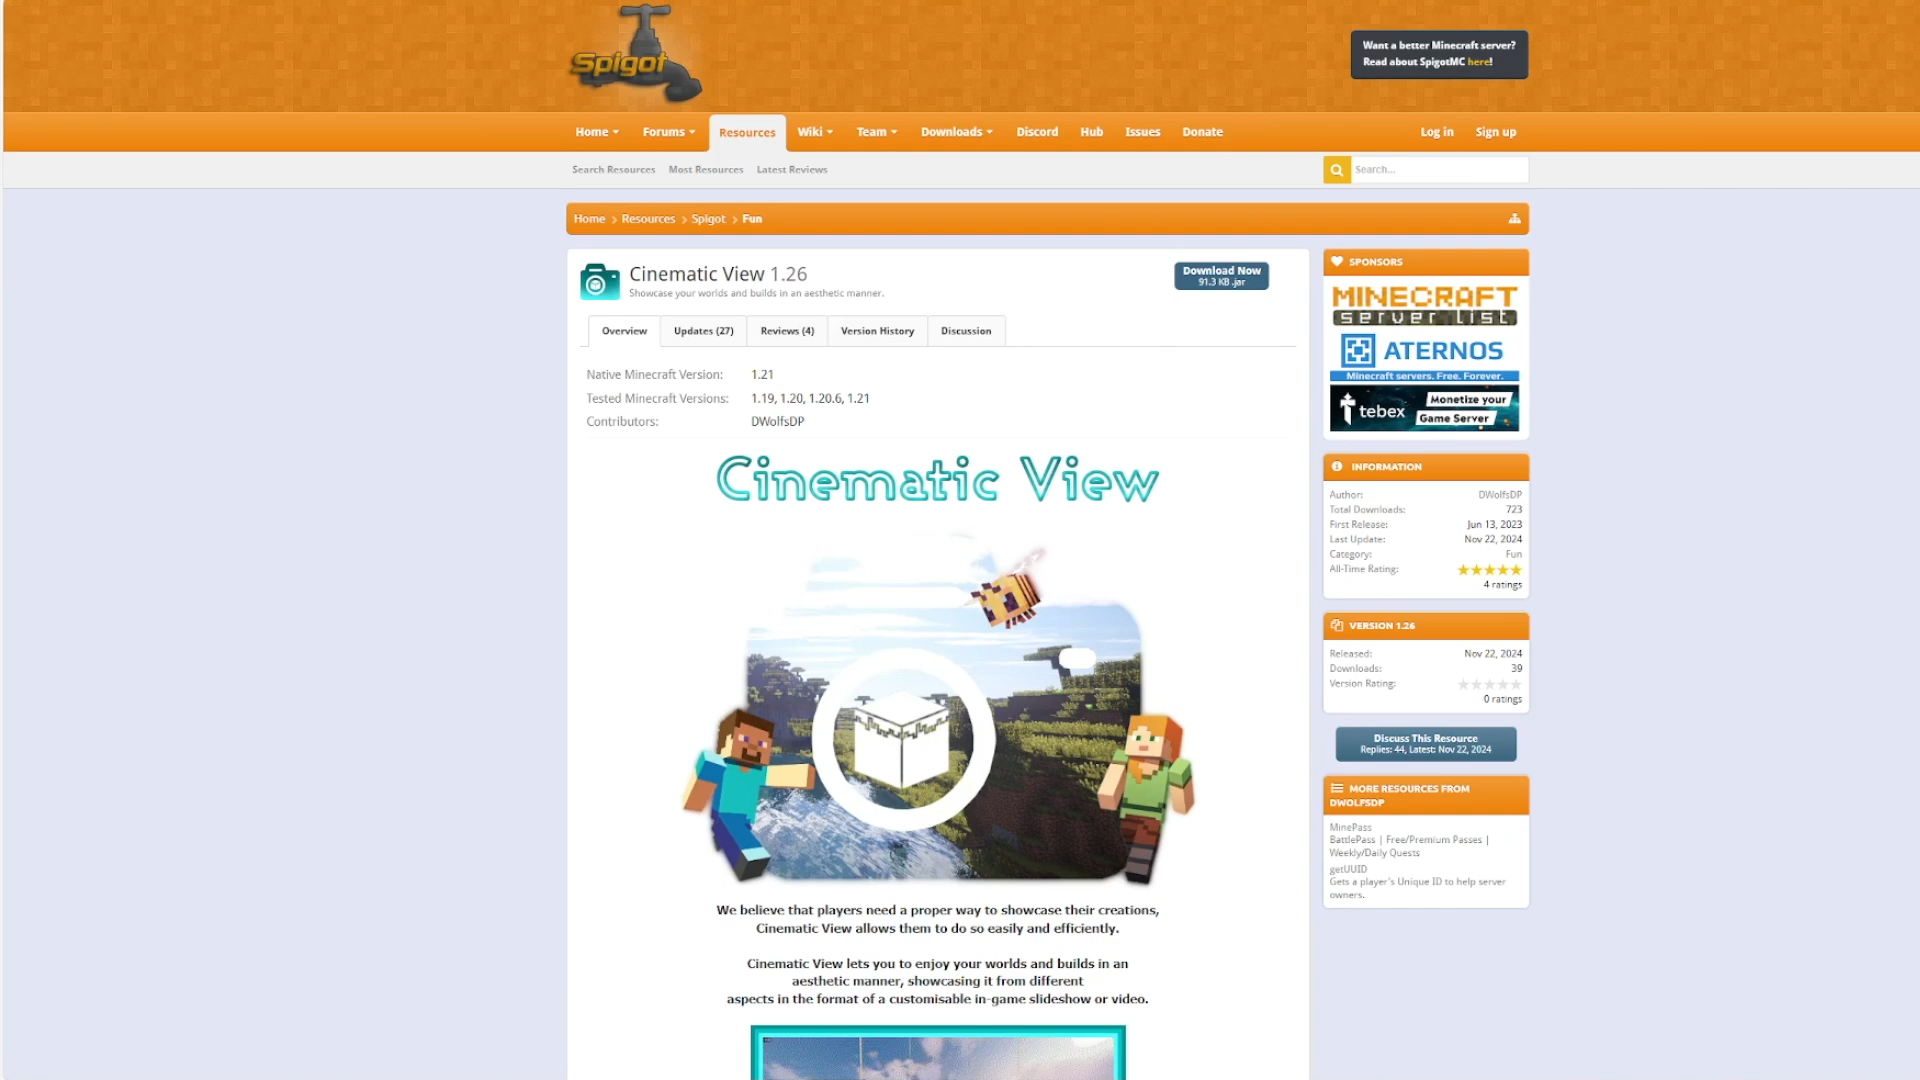 Spigot
Want a better Minecraft server?
Read about SpigotMC here!
Home Forums Resources Wiki Team Downloads Discord Hub Issues Donate Log in Sign up
Search Resources Most Resources Latest Reviews
Search...
Home Resources Spigot Fun
Cinematic View 1.26
Showcase your worlds and builds in an aesthetic manner.
Download Now
91.3 KB .jar
Overview Updates (27) Reviews (4) Version History Discussion
Native Minecraft Version: 1.21
Tested Minecraft Versions: 1.19, 1.20, 1.20.6, 1.21
Contributors: DWolfsDP
Cinematic View
We believe that players need a proper way to showcase their creations,
Cinematic View allows them to do so easily and efficiently.
Cinematic View lets you to enjoy your worlds and builds in an
aesthetic manner, showcasing it from different
aspects in the format of a customisable in-game slideshow or video.
SPONSORS
MINECRAFT
server list
ATERNOS
Minecraft servers. Free. Forever.
tebex
Monetize your
Game Server
INFORMATION
Author: DWolfsDP
Total Downloads: 723
First Release: Jun 13, 2023
Last Update: Nov 22, 2024
Category: Fun
All-Time Rating:
4 ratings
VERSION 1.26
Released: Nov 22, 2024
Downloads: 39
Version Rating:
0 ratings
Discuss This Resource
Replies: 44, Latest: Nov 22, 2024
MORE RESOURCES FROM
DWOLFSDP
MinePass
BattlePass | Free/Premium Passes |
Weekly/Daily Quests
getUUID
Gets a player's Unique ID to help server
owners.